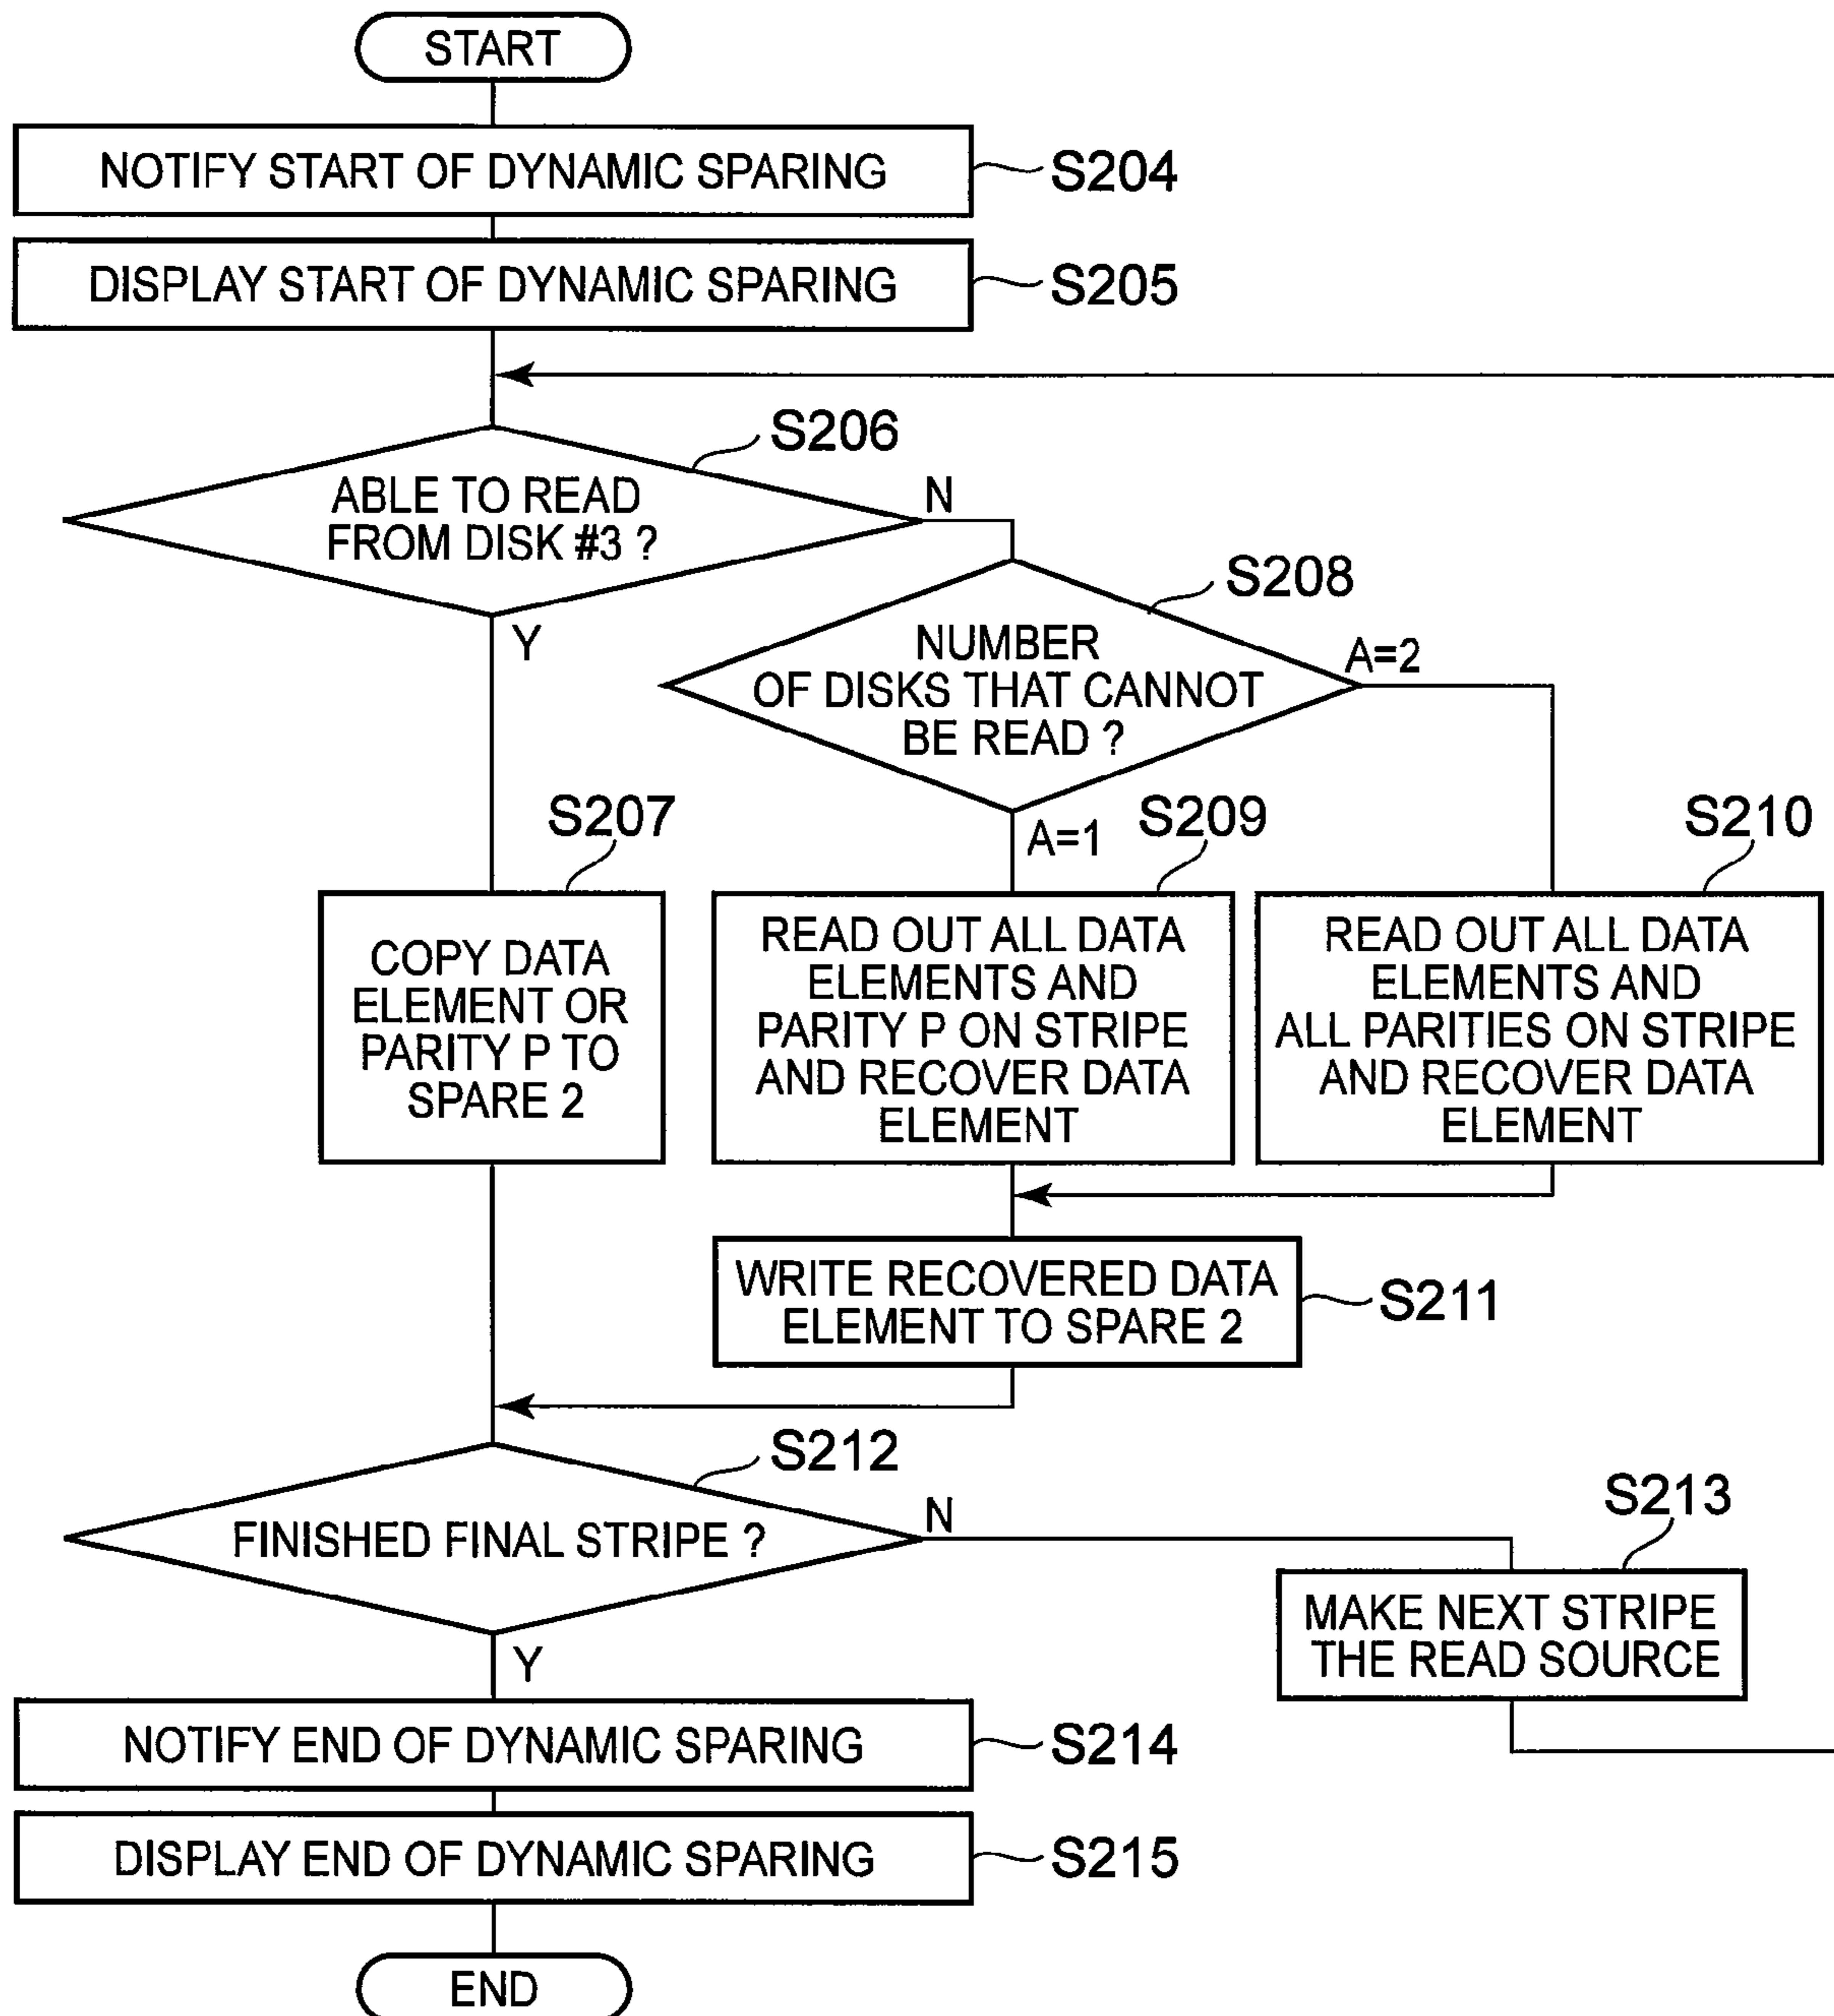 START
NOTIFY START OF DYNAMIC SPARING
S204
DISPLAY START OF DYNAMIC SPARING
S205
S206
ABLE TO READ
FROM DISK #3 ?
N
Y
S208
NUMBER
OF DISKS THAT CANNOT
BE READ ?
A=2
A=1
S207
COPY DATA
ELEMENT OR
PARITY P TO
SPARE 2
S209
READ OUT ALL DATA
ELEMENTS AND
PARITY P ON STRIPE
AND RECOVER DATA
ELEMENT
S210
READ OUT ALL DATA
ELEMENTS AND
ALL PARITIES ON STRIPE
AND RECOVER DATA
ELEMENT
WRITE RECOVERED DATA
ELEMENT TO SPARE 2
S211
S212
FINISHED FINAL STRIPE ?
N
Y
S213
MAKE NEXT STRIPE
THE READ SOURCE
NOTIFY END OF DYNAMIC SPARING
S214
DISPLAY END OF DYNAMIC SPARING
S215
END